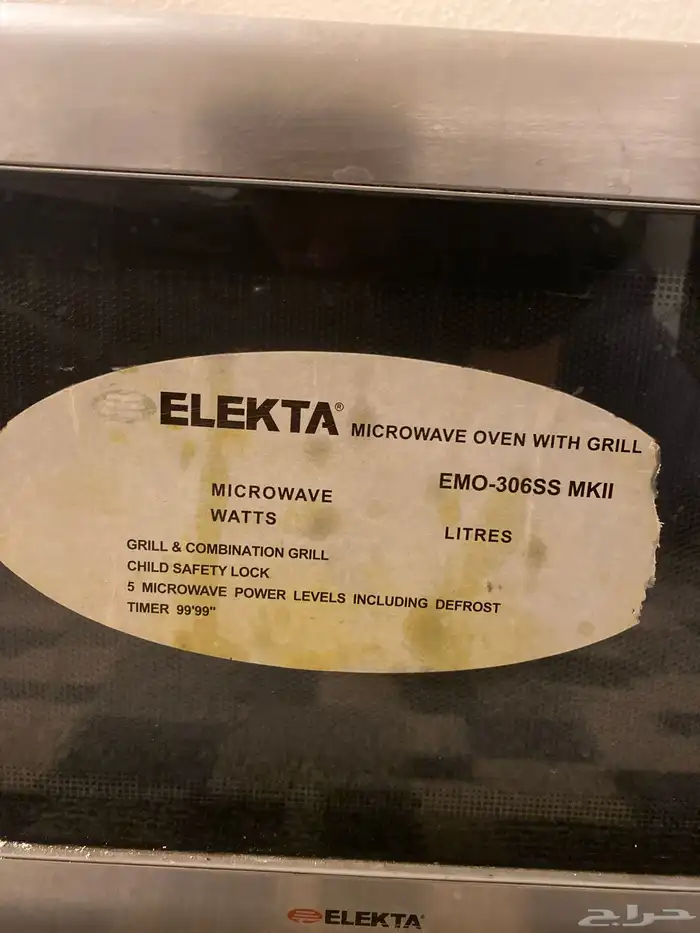 ELEKTA® MICROWAVE OVEN WITH GRILL
EMO-306SS MKII
MICROWAVE
WATTS
LITRES
GRILL & COMBINATION GRILL
CHILD SAFETY LOCK
5 MICROWAVE POWER LEVELS INCLUDING DEFROST
TIMER 99'99"
ELEKTA®
حراج